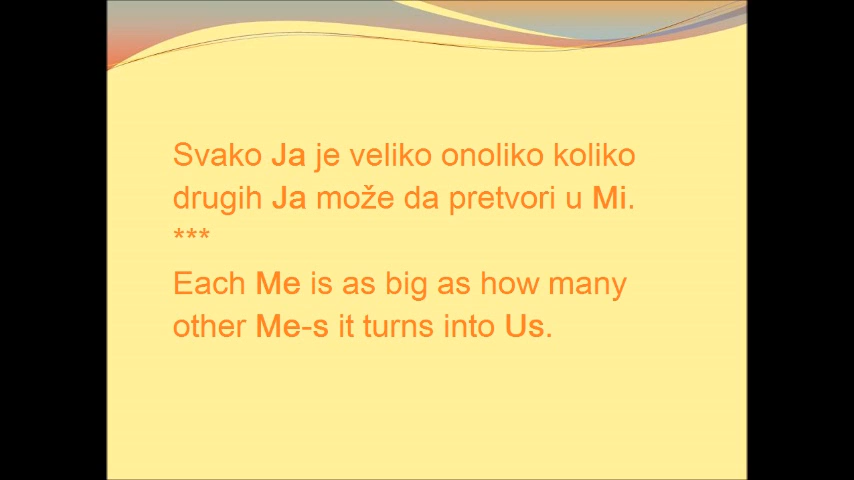 Svako Ja je veliko onoliko koliko
drugih Ja može da pretvori u Mi.
***
Each Me is as big as how many
other Me-s it turns into Us.